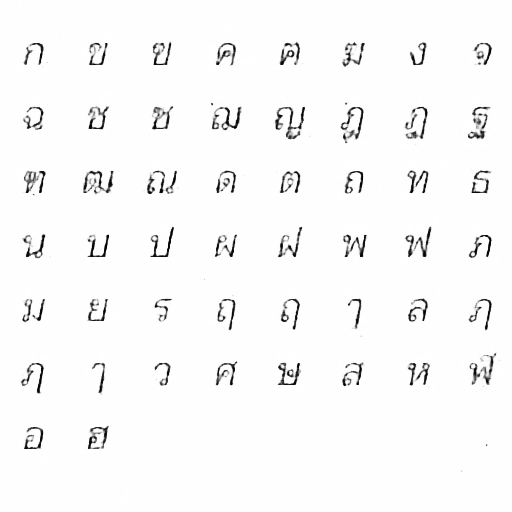 ก ข ฃ ค ฅ ฆ ง จ
ฉ ช ซ ฌ ญ ฎ ฏ ฐ
ฑ ฒ ณ ด ต ถ ท ธ
น บ ป ผ ฝ พ ฟ ภ
ม ย ร ฤ ฤ ๅ ล ฦ
ฦ ๅ ว ศ ษ ส ห ฬ
อ ฮ